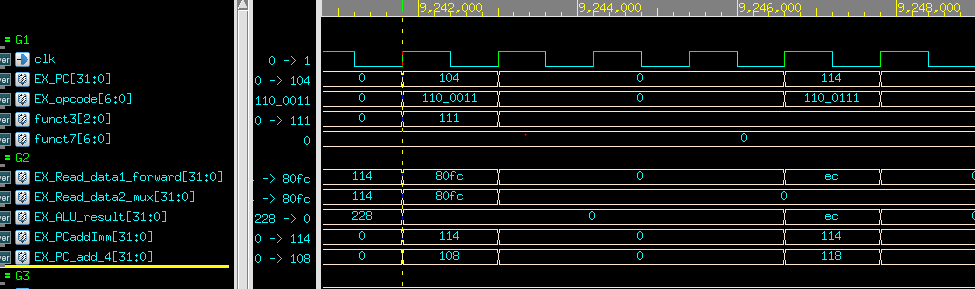 9,242,000 9,244,000 9,246,000 9,248,000
= G1
clk 0 -> 1
EX_PC[31:0] 0 -> 104 0 104 0 114
EX_opcode[6:0] 110_0011 0 110_0011 0 110_0111
funct3[2:0] 0 -> 111 0 111 0
funct7[6:0] 0 0
= G2
EX_Read_data1_forward[31:0] -> 80fc 114 80fc 0 ec
EX_Read_data2_mux[31:0] -> 80fc 114 80fc 0
EX_ALU_result[31:0] 228 -> 0 228 0 ec
EX_PCaddImm[31:0] 0 -> 114 0 114 0 114
EX_PC_add_4[31:0] 0 -> 108 0 108 0 118
= G3